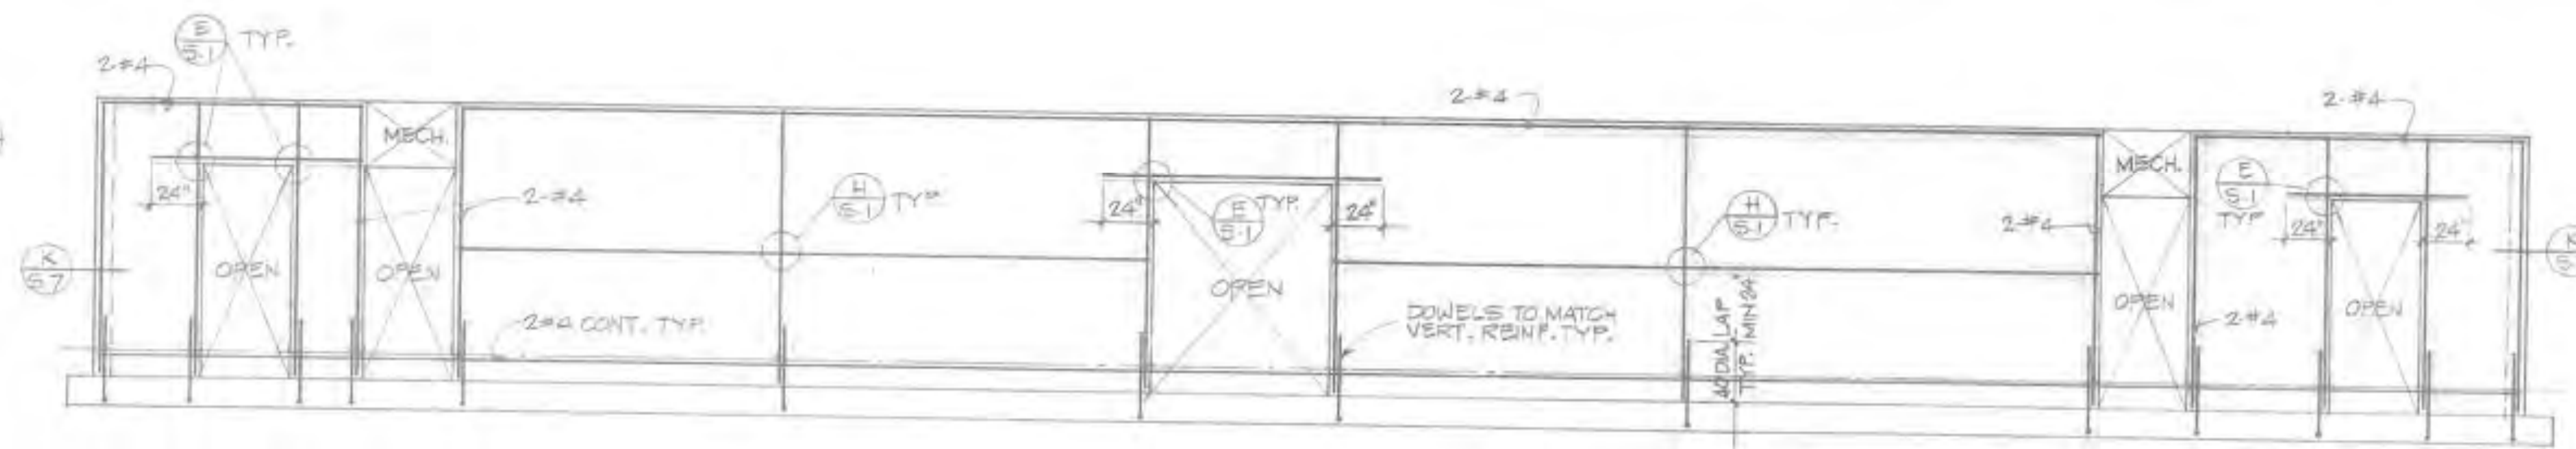 E
S-1
TYP.
2-#4
2-#4
2-#4
MECH.
MECH.
24"
2-#4
H
S-1
TYP
24"
E
S-1
TYP.
24"
H
S-1
TYP.
2-#4
E
S-1
TYP
24"
24"
K
S7
OPEN
OPEN
OPEN
OPEN
OPEN
2-#4 CONT. TYP.
DOWELS TO MATCH
VERT. REINF. TYP.
40 DIA. LAP
TYP. MIN 24"
2-#4
K